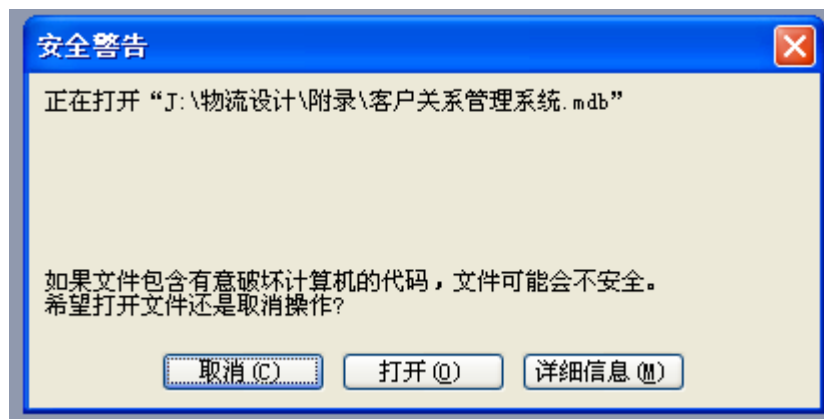 安全警告
正在打开“J:\物流设计\附录\客户关系管理系统.mdb”
如果文件包含有意破坏计算机的代码，文件可能会不安全。
希望打开文件还是取消操作?
取消(C) 打开(O) 详细信息(M)